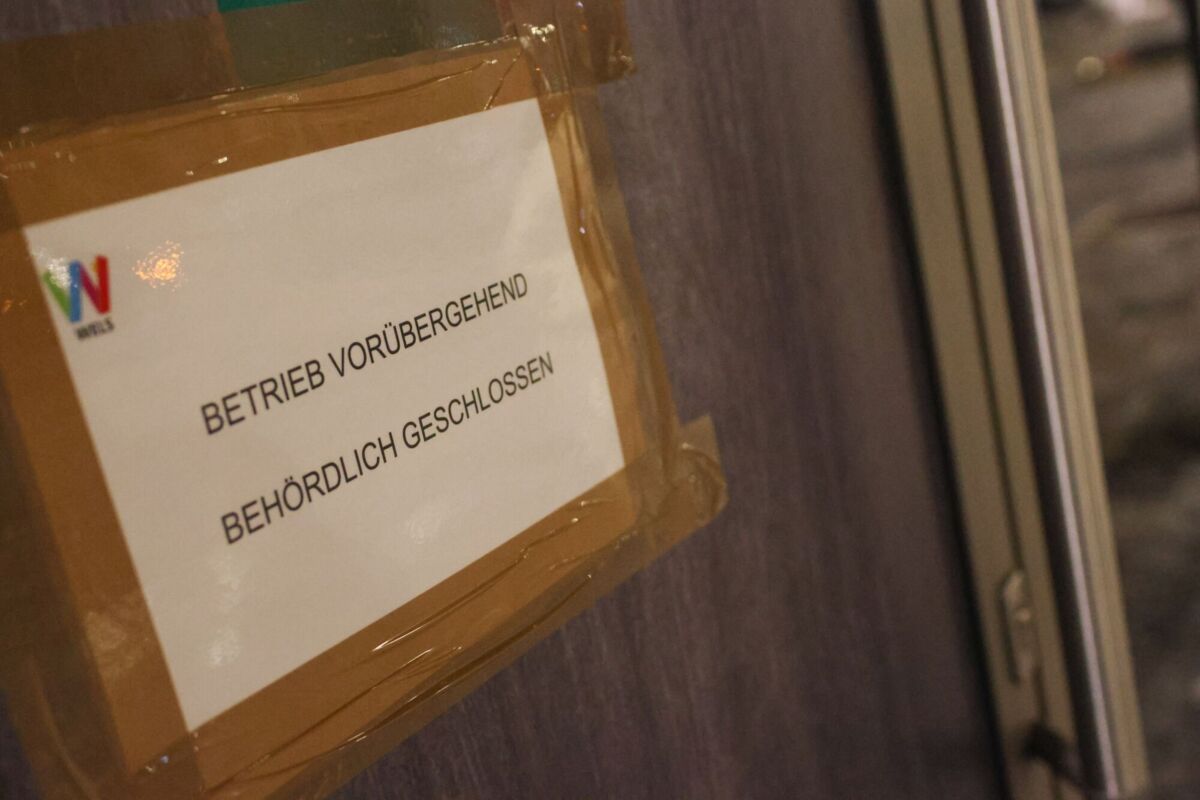 WELS
BETRIEB VORÜBERGEHEND
BEHÖRDLICH GESCHLOSSEN